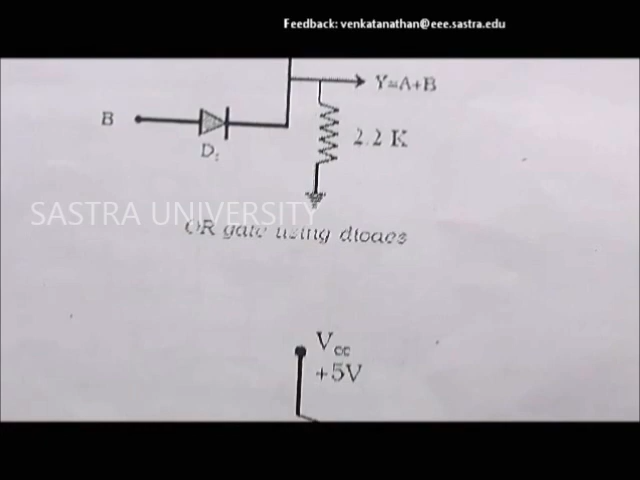 Feedback: venkatanathan@eee.sastra.edu
Y=A+B
B
2.2 K
D
SASTRA UNIVERSITY
OR gate using diodes
Vcc
+5V